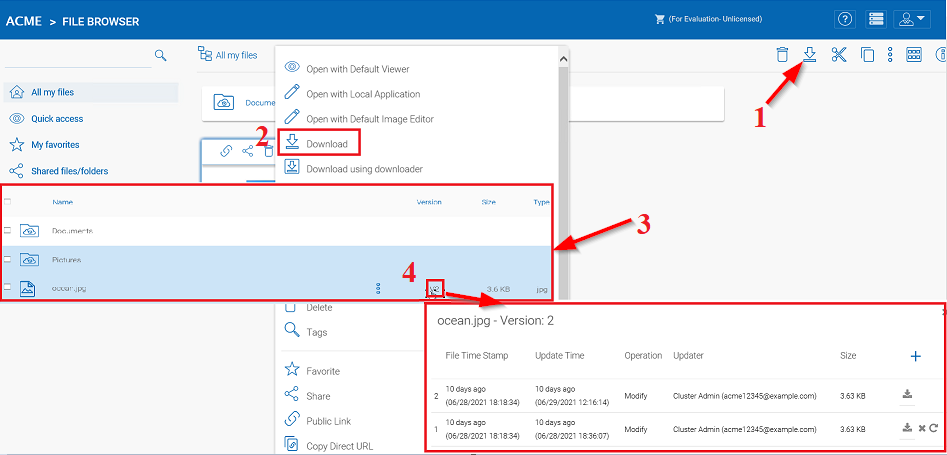 ACME > FILE BROWSER
(For Evaluation- Unlicensed)
All my files
All my files
Quick access
My favorites
Shared files/folders
Open with Default Viewer
Open with Local Application
Open with Default Image Editor
Download
Download using downloader
1
2
Name Version Size Type
Documents
Pictures
ocean.jpg V2 3.6 KB jpg
3
4
Delete
Tags
Favorite
Share
Public Link
Copy Direct URL
ocean.jpg - Version: 2
File Time Stamp Update Time Operation Updater Size
2 10 days ago (06/28/2021 18:18:34) 10 days ago (06/29/2021 12:16:14) Modify Cluster Admin (acme12345@example.com) 3.63 KB
1 10 days ago (06/28/2021 18:18:34) 10 days ago (06/28/2021 18:36:07) Modify Cluster Admin (acme12345@example.com) 3.63 KB